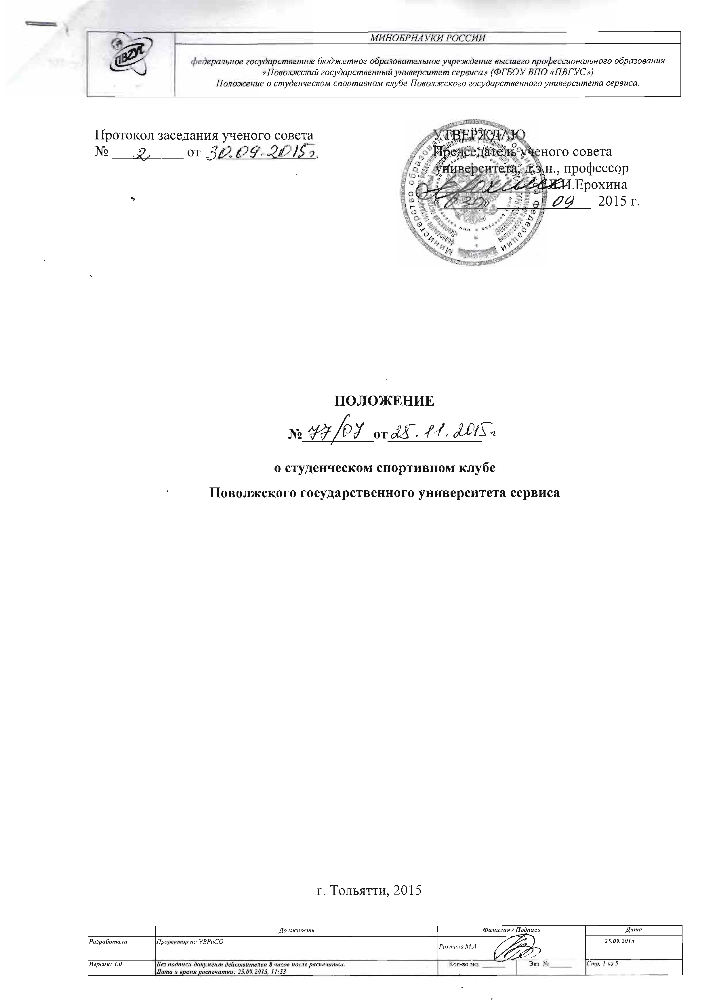 ПВГУС
МИНОБРНАУКИ РОССИИ
федеральное государственное бюджетное образовательное учреждение высшего профессионального образования
«Поволжский государственный университет сервиса» (ФГБОУ ВПО «ПВГУС»)
Положение о студенческом спортивном клубе Поволжского государственного университета сервиса.
Протокол заседания ученого совета
№ 2 от 30.09.2015г.
УТВЕРЖДАЮ
Председатель ученого совета
университета, д.э.н., профессор
Л.И.Ерохина
«30» 09 2015 г.
Министерство образования Российской Федерации
ПОЛОЖЕНИЕ
№ 77/07 от 25.11.2015г
о студенческом спортивном клубе
Поволжского государственного университета сервиса
г. Тольятти, 2015
Должность Фамилия / Подпись Дата
Разработали Проректор по УВРиСО Вахтина М.А 25.09.2015
Версия: 1.0 Без подписи документ действителен 8 часов после распечатки. Кол-во экз. Экз № Стр. 1 из 5
Дата и время распечатки: 25.09.2015, 11:53